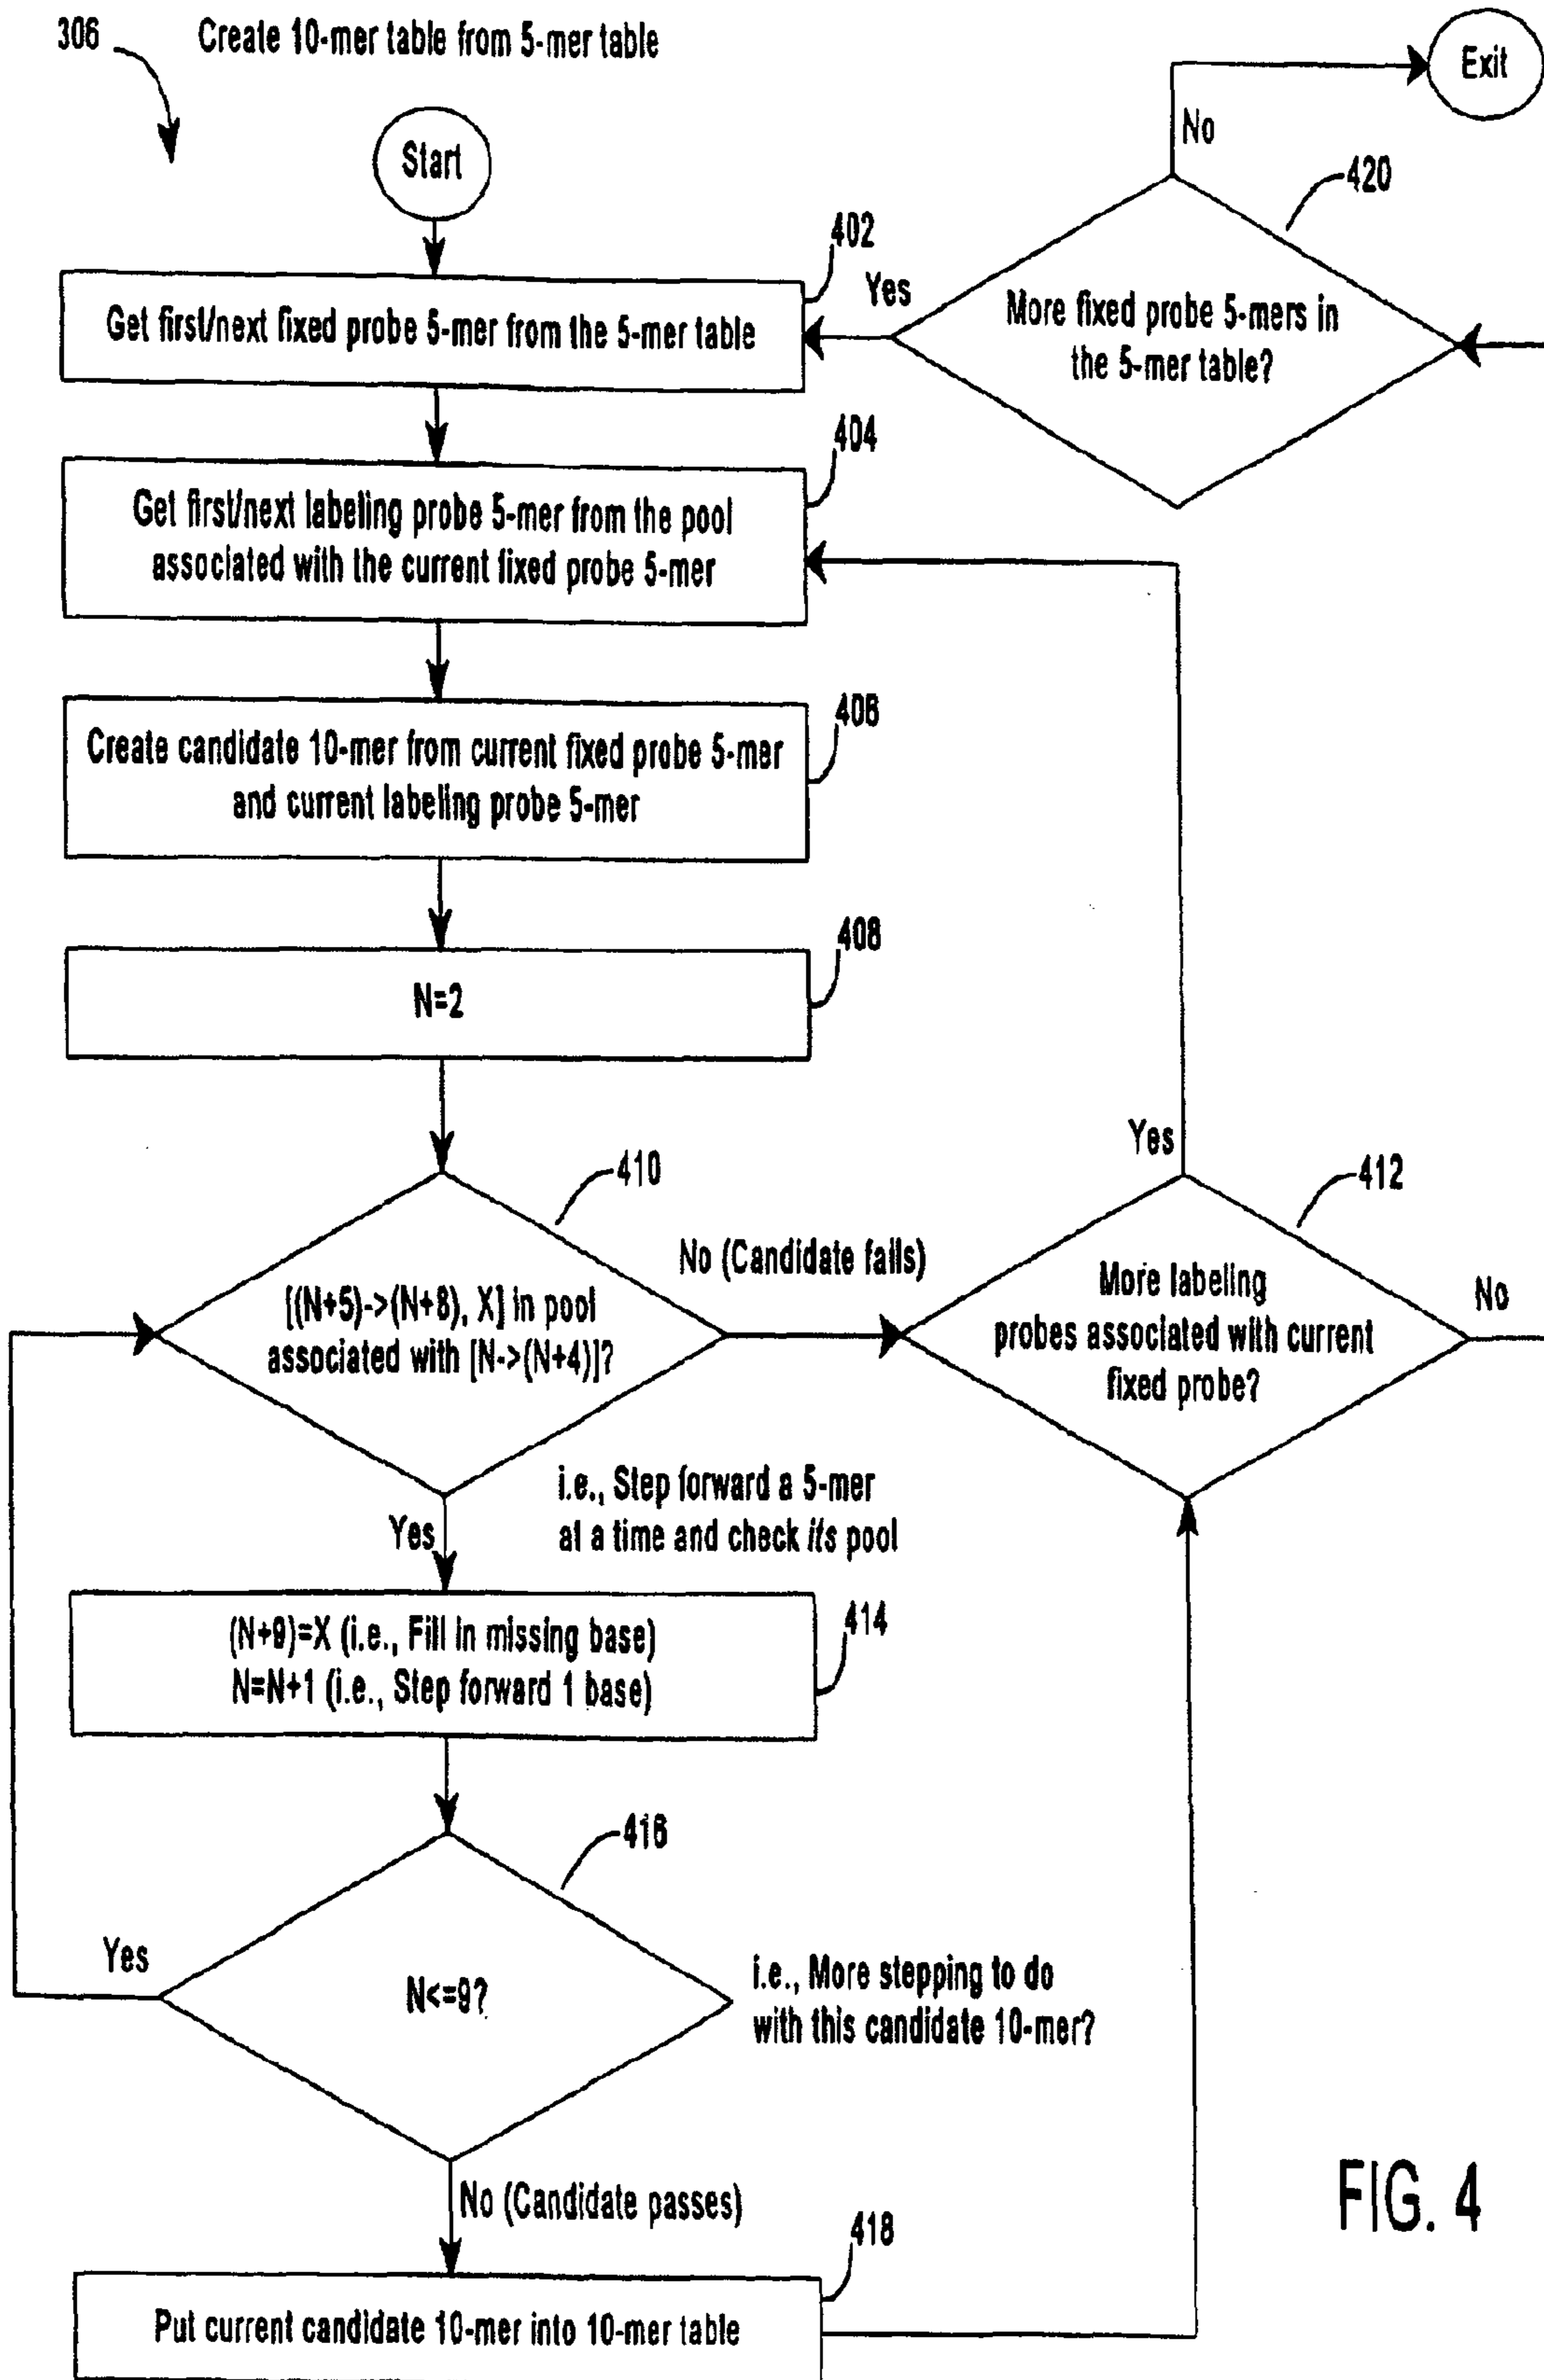 306
Create 10-mer table from 5-mer table
Start
Exit
No
420
402
Get first/next fixed probe 5-mer from the 5-mer table
Yes
More fixed probe 5-mers in
the 5-mer table?
404
Get first/next labeling probe 5-mer from the pool
associated with the current fixed probe 5-mer
406
Create candidate 10-mer from current fixed probe 5-mer
and current labeling probe 5-mer
408
N=2
410
[(N+5)->(N+8), X] in pool
associated with [N->(N+4)]?
No (Candidate fails)
Yes
412
More labeling
probes associated with current
fixed probe?
No
Yes
i.e., Step forward a 5-mer
at a time and check its pool
414
(N+9)=X (i.e., Fill in missing base)
N=N+1 (i.e., Step forward 1 base)
416
Yes
N<=9?
i.e., More stepping to do
with this candidate 10-mer?
No (Candidate passes)
418
Put current candidate 10-mer into 10-mer table
FIG. 4